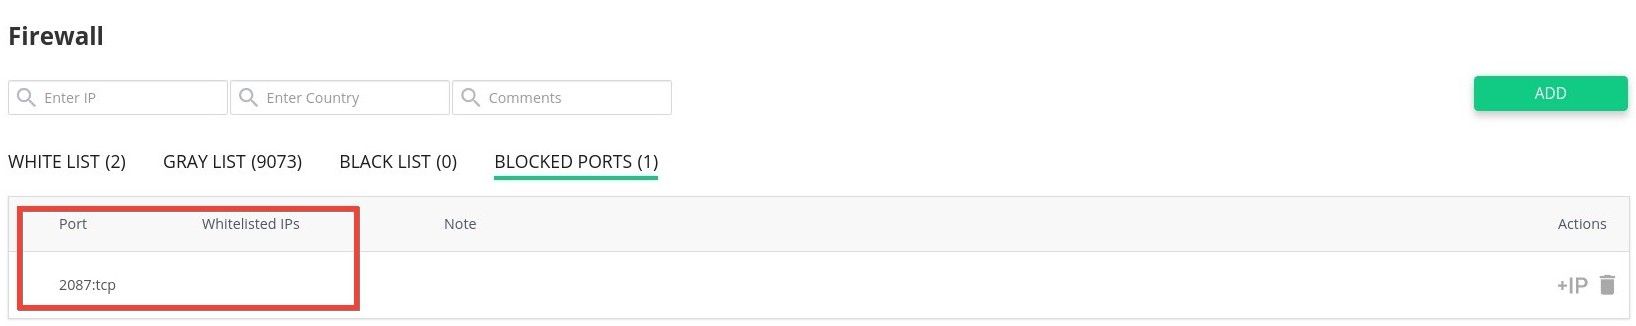 Firewall
Enter IP Enter Country Comments ADD
WHITE LIST (2) GRAY LIST (9073) BLACK LIST (0) BLOCKED PORTS (1)
Port Whitelisted IPs Note Actions
2087:tcp +IP